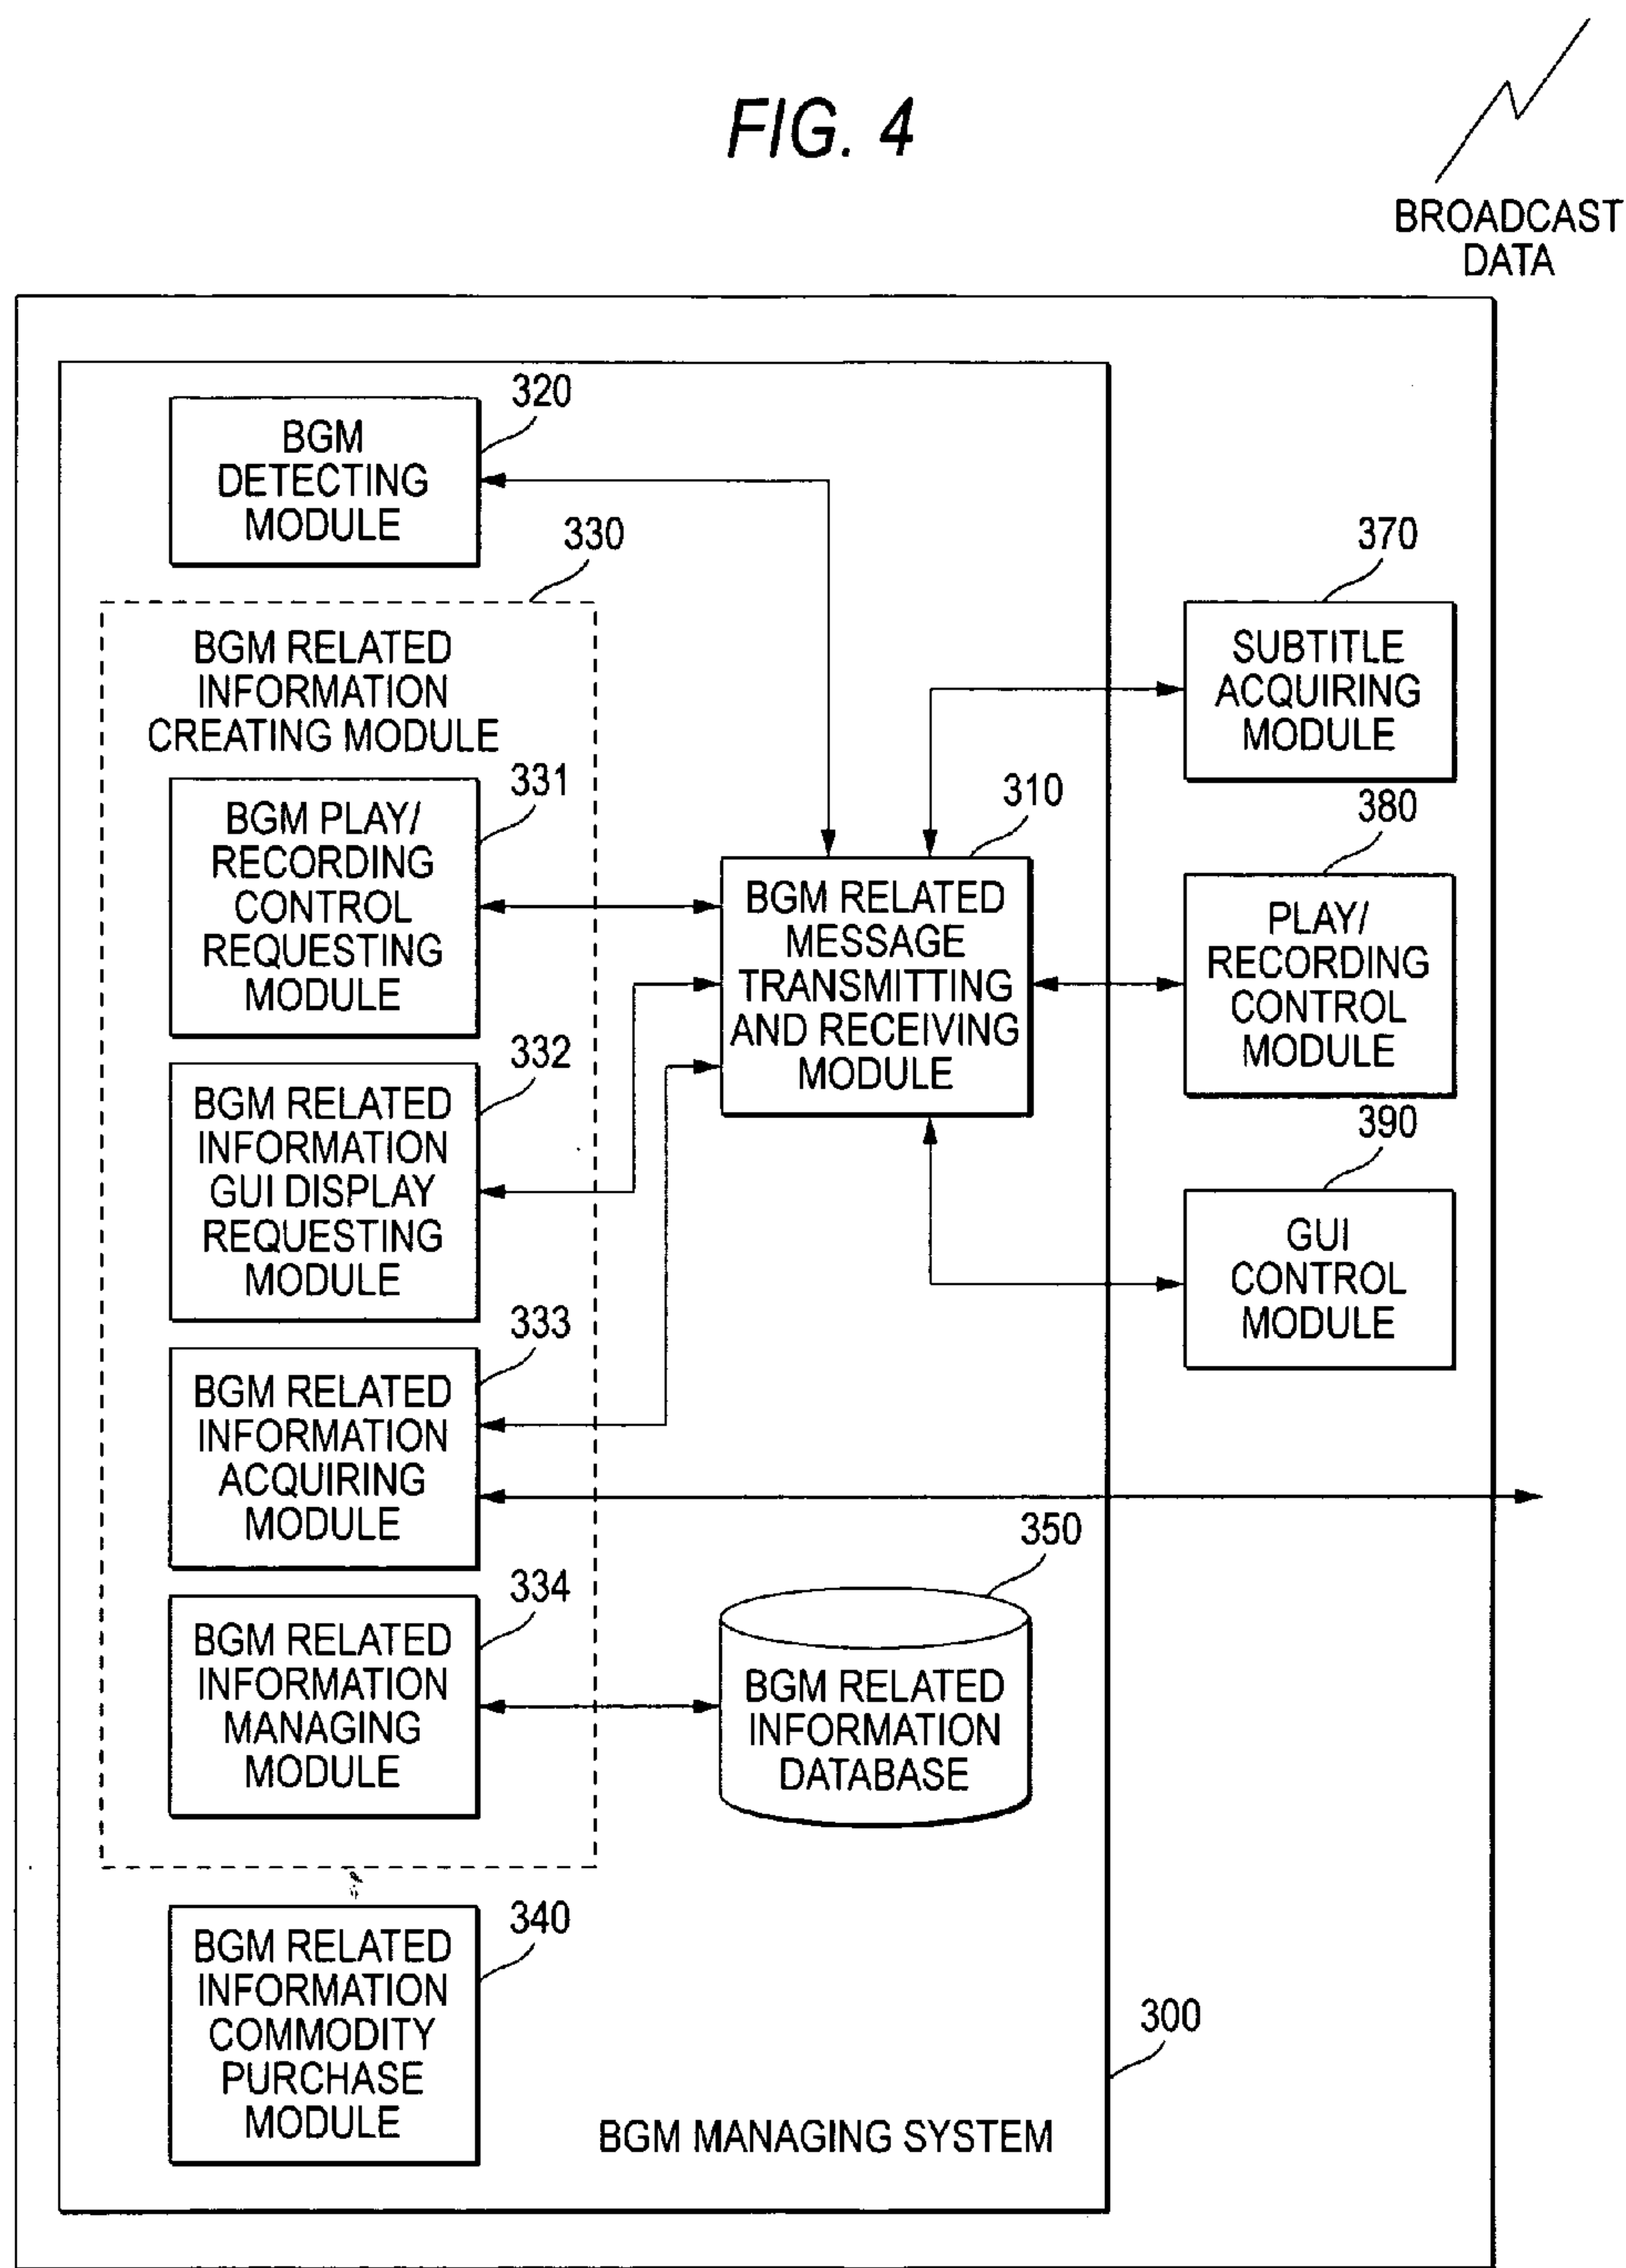 FIG. 4
BROADCAST
DATA
320
BGM
DETECTING
MODULE
330
BGM RELATED
INFORMATION
CREATING MODULE
331
BGM PLAY/
RECORDING
CONTROL
REQUESTING
MODULE
332
BGM RELATED
INFORMATION
GUI DISPLAY
REQUESTING
MODULE
333
BGM RELATED
INFORMATION
ACQUIRING
MODULE
334
BGM RELATED
INFORMATION
MANAGING
MODULE
340
BGM RELATED
INFORMATION
COMMODITY
PURCHASE
MODULE
310
BGM RELATED
MESSAGE
TRANSMITTING
AND RECEIVING
MODULE
350
BGM RELATED
INFORMATION
DATABASE
370
SUBTITLE
ACQUIRING
MODULE
380
PLAY/
RECORDING
CONTROL
MODULE
390
GUI
CONTROL
MODULE
300
BGM MANAGING SYSTEM